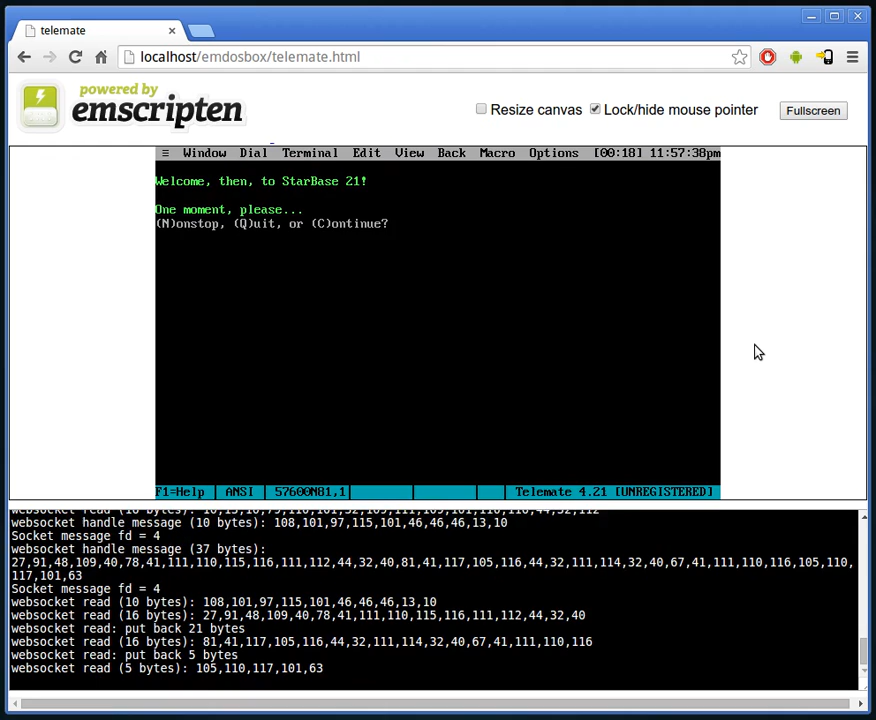 telemate
localhost/emdosbox/telemate.html
powered by
emscripten
Resize canvas Lock/hide mouse pointer Fullscreen
≡ Window Dial Terminal Edit View Back Macro Options [00:18] 11:57:38pm
Welcome, then, to StarBase 21!
One moment, please...
(N)onstop, (Q)uit, or (C)ontinue?
F1=Help ANSI 57600N81,1 Telemate 4.21 [UNREGISTERED]
websocket handle message (10 bytes): 108,101,97,115,101,46,46,46,13,10
Socket message fd = 4
websocket handle message (37 bytes):
27,91,48,109,40,78,41,111,110,115,116,111,112,44,32,40,81,41,117,105,116,44,32,111,114,32,40,67,41,111,110,116,105,110,
117,101,63
Socket message fd = 4
websocket read (10 bytes): 108,101,97,115,101,46,46,46,13,10
websocket read (16 bytes): 27,91,48,109,40,78,41,111,110,115,116,111,112,44,32,40
websocket read: put back 21 bytes
websocket read (16 bytes): 81,41,117,105,116,44,32,111,114,32,40,67,41,111,110,116
websocket read: put back 5 bytes
websocket read (5 bytes): 105,110,117,101,63